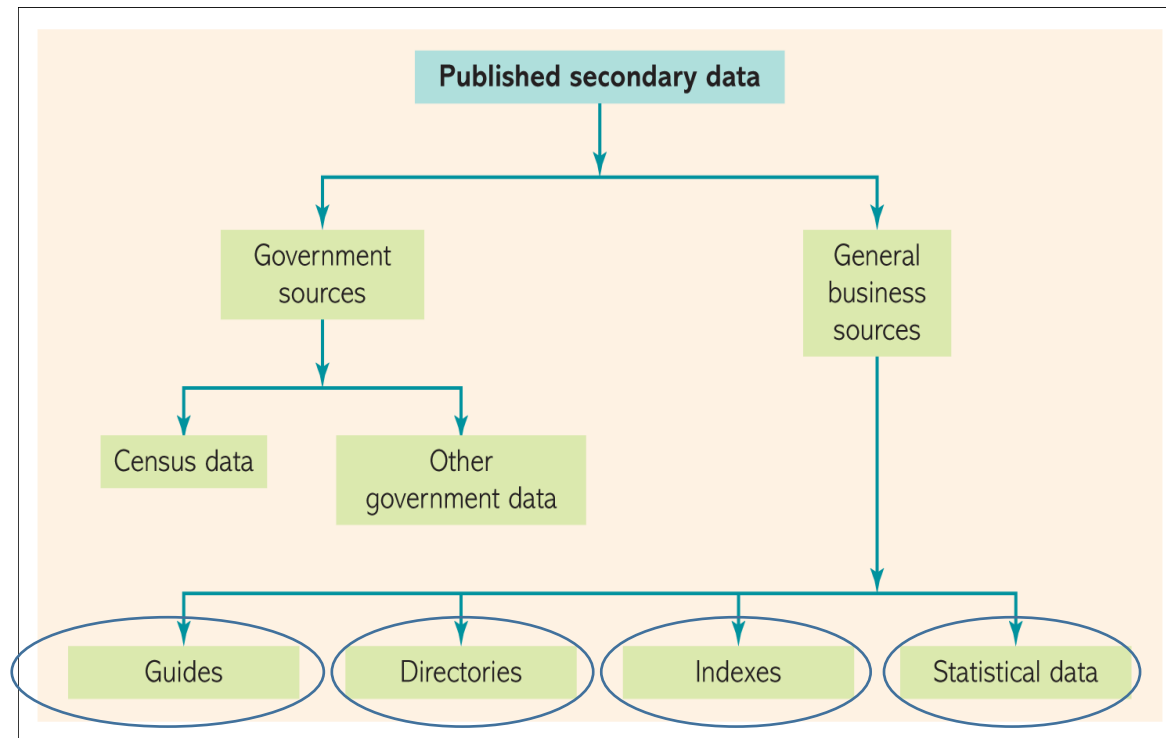 Published secondary data
Government
sources
General
business
sources
Census data
Other
government data
Guides
Directories
Indexes
Statistical data